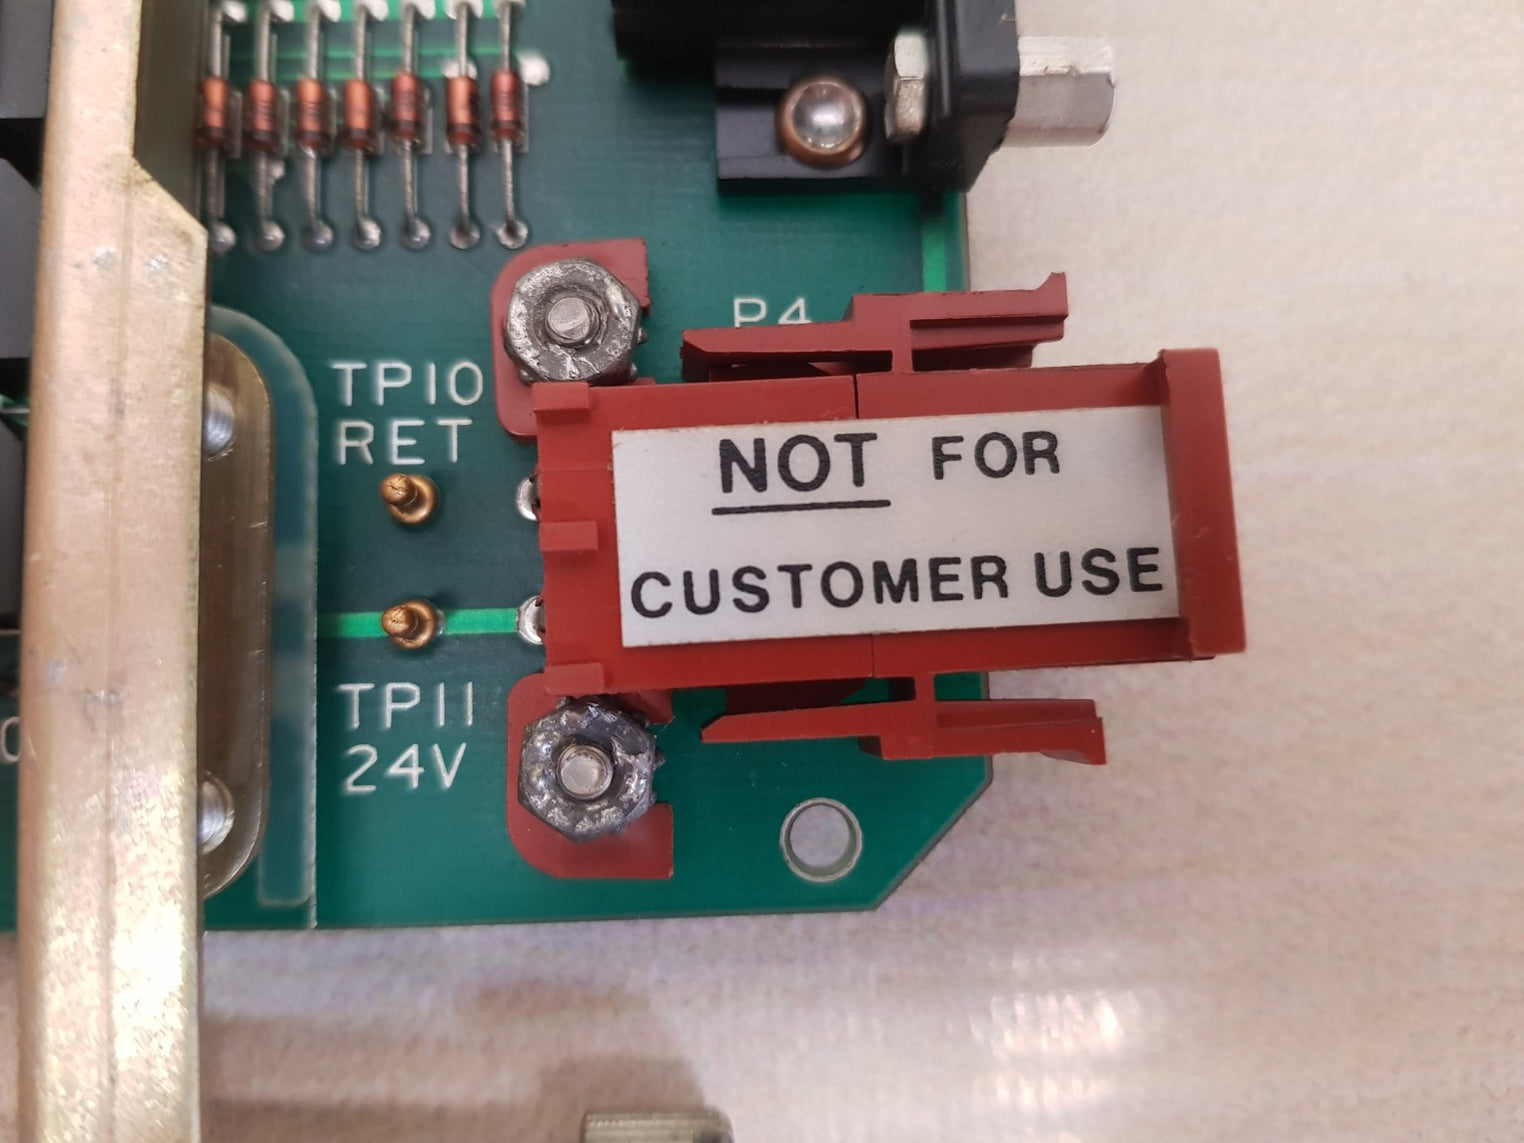 P4
TP10
RET
NOT FOR
CUSTOMER USE
TP11
24V